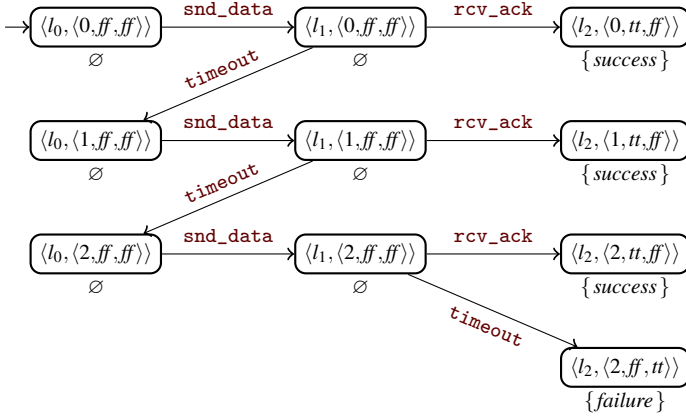 snd_data rcv_ack
⟨l₀,⟨0,ff,ff⟩⟩ ⟨l₁,⟨0,ff,ff⟩⟩ ⟨l₂,⟨0,tt,ff⟩⟩
∅ ∅ {success}
timeout
snd_data rcv_ack
⟨l₀,⟨1,ff,ff⟩⟩ ⟨l₁,⟨1,ff,ff⟩⟩ ⟨l₂,⟨1,tt,ff⟩⟩
∅ ∅ {success}
timeout
snd_data rcv_ack
⟨l₀,⟨2,ff,ff⟩⟩ ⟨l₁,⟨2,ff,ff⟩⟩ ⟨l₂,⟨2,tt,ff⟩⟩
∅ ∅ {success}
timeout
⟨l₂,⟨2,ff,tt⟩⟩
{failure}